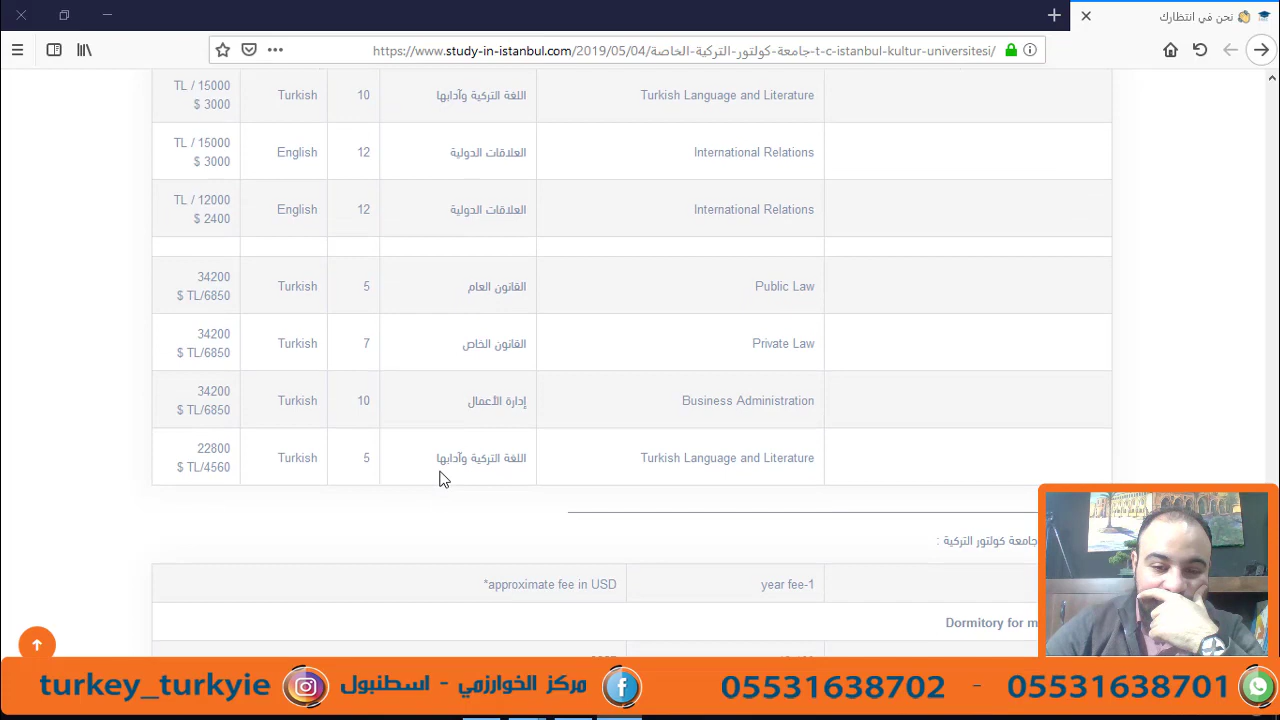 نحن في انتظارك
https://www.study-in-istanbul.com/2019/05/04/جامعة-كولتور-التركية-الخاصة-t-c-istanbul-kultur-universitesi/
Turkish Language and Literature اللغة التركية وآدابها 10 Turkish TL / 15000
$ 3000
International Relations العلاقات الدولية 12 English TL / 15000
$ 3000
International Relations العلاقات الدولية 12 English TL / 12000
$ 2400
Public Law القانون العام 5 Turkish 34200
$ TL/6850
Private Law القانون الخاص 7 Turkish 34200
$ TL/6850
Business Administration إدارة الأعمال 10 Turkish 34200
$ TL/6850
Turkish Language and Literature اللغة التركية وآدابها 5 Turkish 22800
$ TL/4560
جامعة كولتور التركية :
year fee-1 *approximate fee in USD
Dormitory for m
turkey_turkyie مركز الخوارزمي - اسطنبول 05531638702 - 05531638701